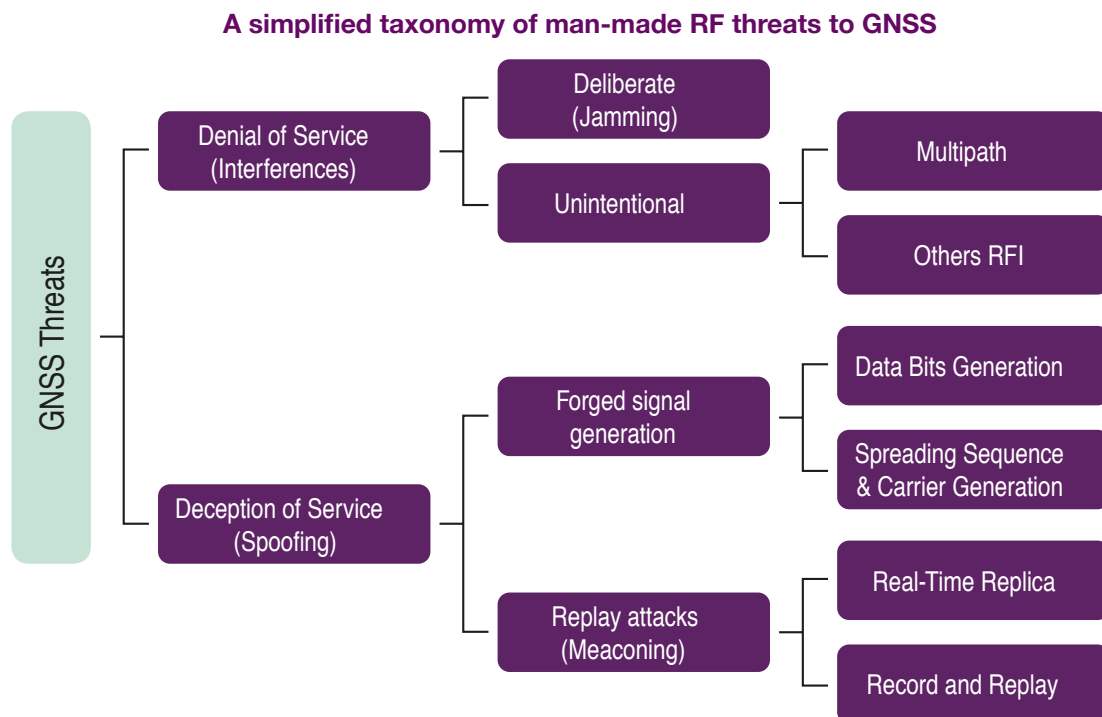 A simplified taxonomy of man-made RF threats to GNSS
GNSS Threats
Denial of Service
(Interferences)
Deliberate
(Jamming)
Unintentional
Multipath
Others RFI
Deception of Service
(Spoofing)
Forged signal
generation
Data Bits Generation
Spreading Sequence
& Carrier Generation
Replay attacks
(Meaconing)
Real-Time Replica
Record and Replay